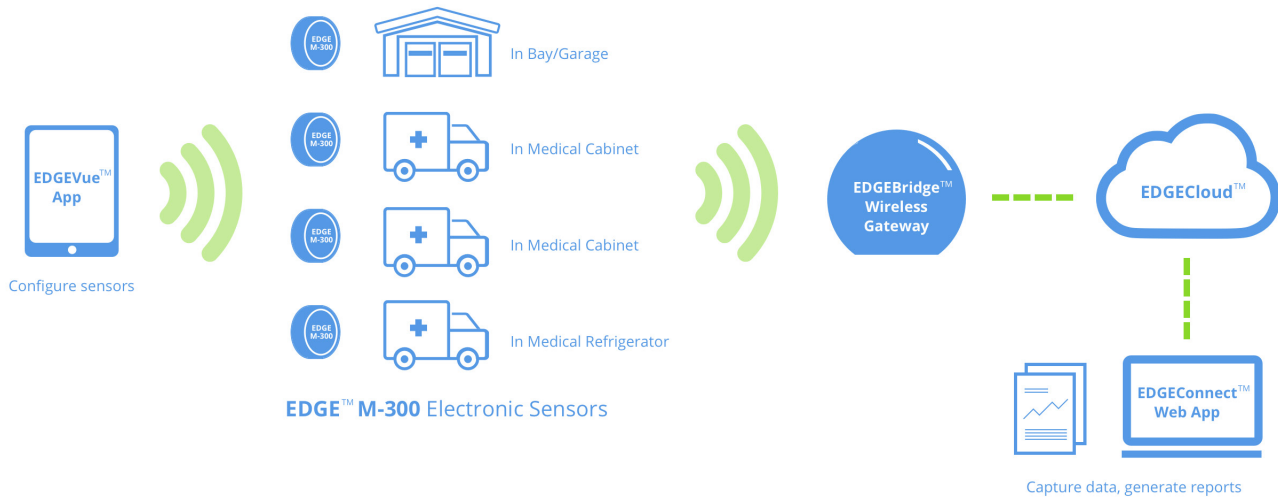 EDGE
M-300
In Bay/Garage
EDGEVue™
App
Configure sensors
EDGE
M-300
In Medical Cabinet
EDGE
M-300
In Medical Cabinet
EDGE
M-300
In Medical Refrigerator
EDGE™ M-300 Electronic Sensors
EDGEBridge™
Wireless
Gateway
EDGECloud™
EDGEConnect™
Web App
Capture data, generate reports